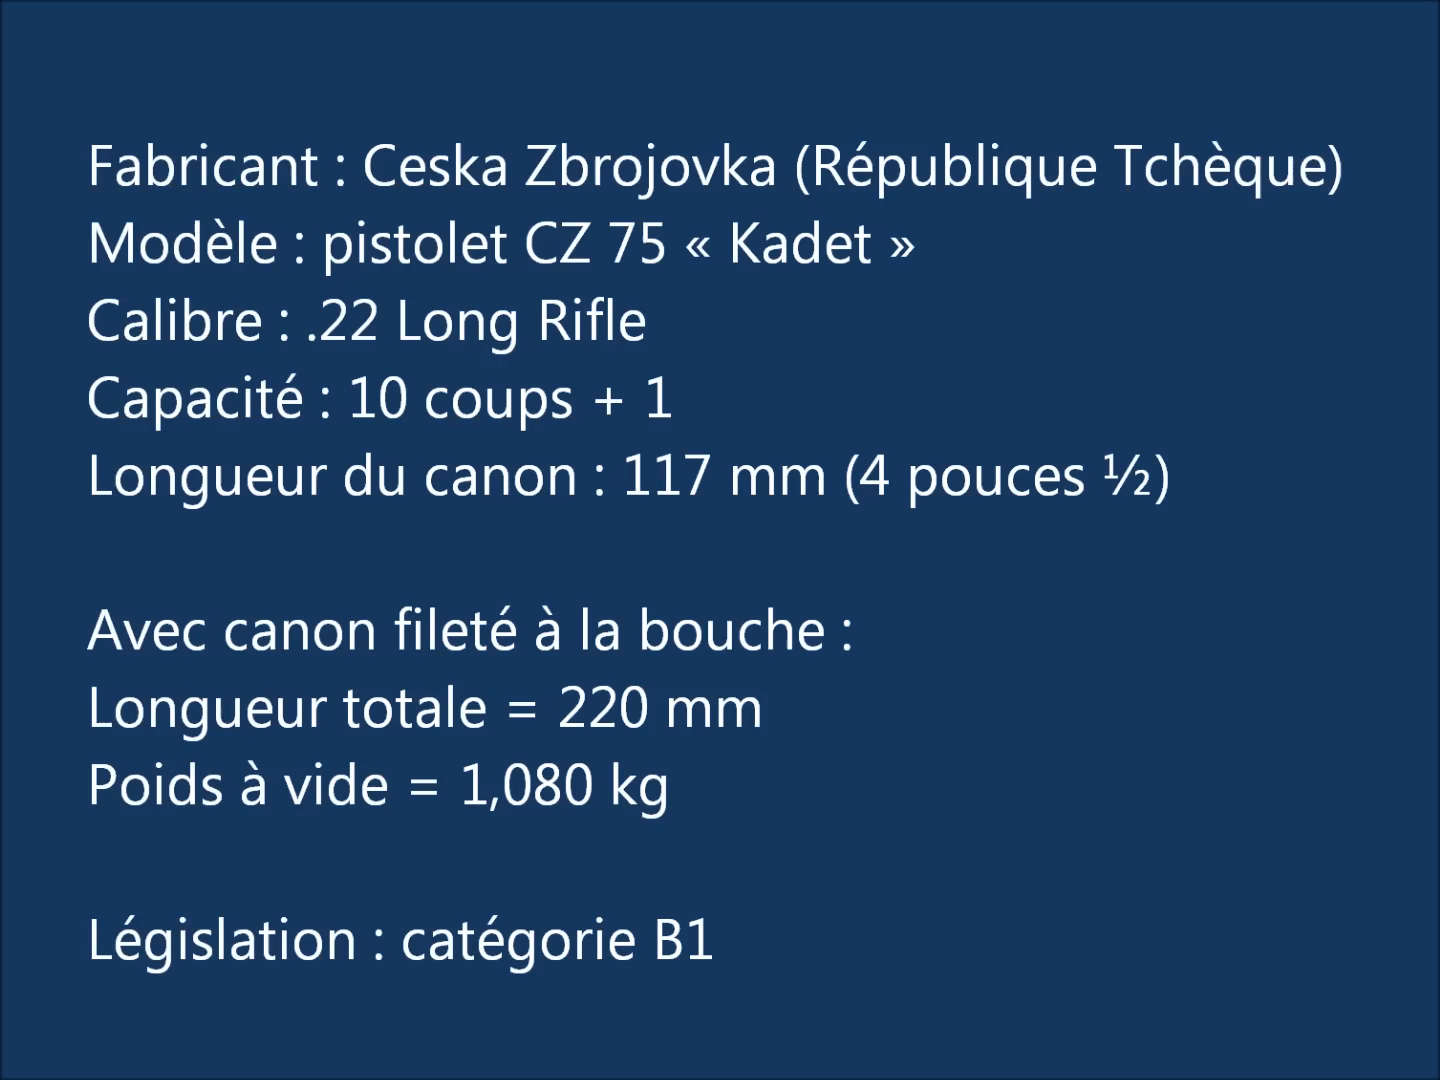 Fabricant : Ceska Zbrojovka (République Tchèque)
Modèle : pistolet CZ 75 « Kadet »
Calibre : .22 Long Rifle
Capacité : 10 coups + 1
Longueur du canon : 117 mm (4 pouces ½)
Avec canon fileté à la bouche :
Longueur totale = 220 mm
Poids à vide = 1,080 kg
Législation : catégorie B1